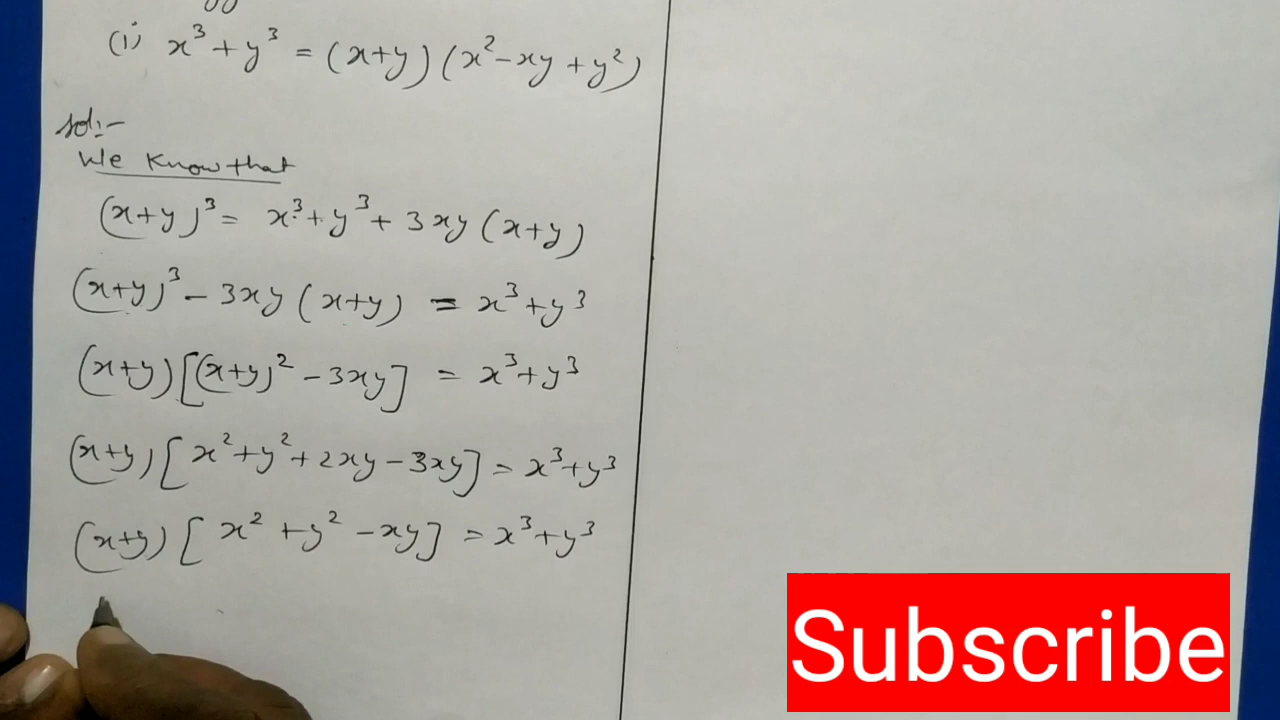 (i) x³ + y³ = (x+y) (x² - xy + y²)
Sol:-
We Know that
(x+y)³ = x³ + y³ + 3xy (x+y)
(x+y)³ - 3xy (x+y) = x³ + y³
(x+y) [(x+y)² - 3xy] = x³ + y³
(x+y) [x² + y² + 2xy - 3xy] = x³ + y³
(x+y) [x² + y² - xy] = x³ + y³
Subscribe